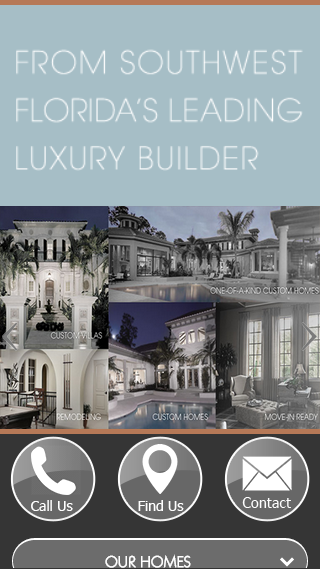 FROM SOUTHWEST
FLORIDA'S LEADING
LUXURY BUILDER
ONE-OF-A-KIND CUSTOM HOMES
CUSTOM VILLAS
REMODELING
CUSTOM HOMES
MOVE-IN READY
Call Us
Find Us
Contact
OUR HOMES